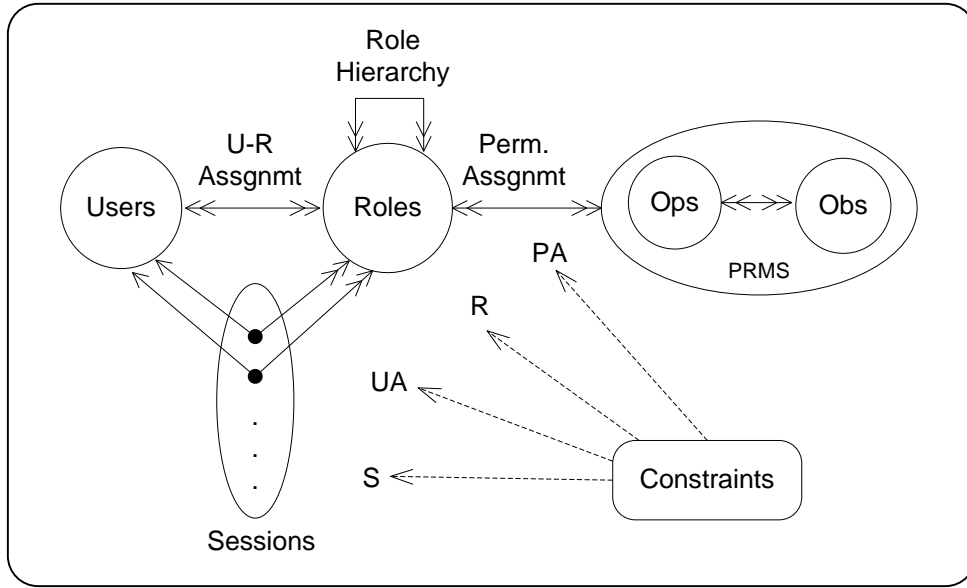 Role
Hierarchy
U-R
Assgnmt
Perm.
Assgnmt
Users
Roles
Ops
Obs
PRMS
PA
R
UA
S
Constraints
Sessions